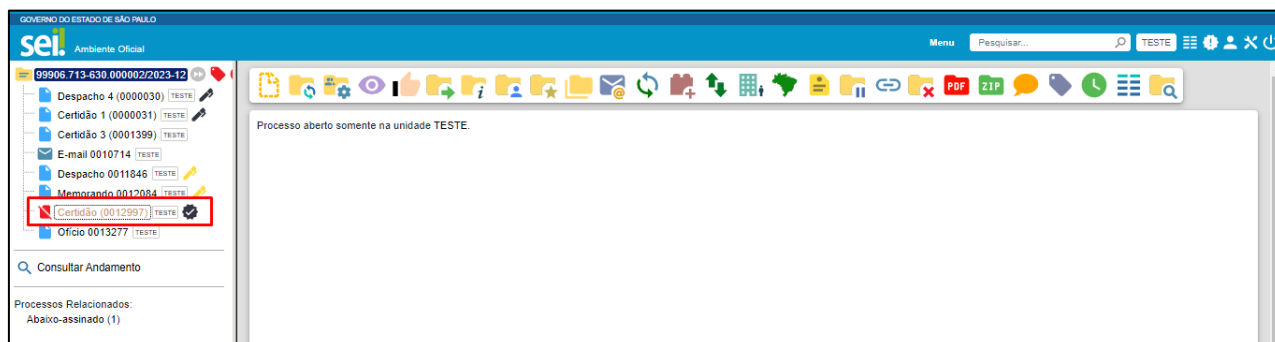 GOVERNO DO ESTADO DE SÃO PAULO
sei! Ambiente Oficial
Menu Pesquisar... TESTE
99906.713-630.000002/2023-12
Despacho 4 (0000030) TESTE
Certidão 1 (0000031) TESTE
Certidão 3 (0001399) TESTE
E-mail 0010714 TESTE
Despacho 0011846 TESTE
Memorando 0012084 TESTE
Certidão (0012997) TESTE
Ofício 0013277 TESTE
Consultar Andamento
Processos Relacionados:
Abaixo-assinado (1)
PDF ZIP
Processo aberto somente na unidade TESTE.